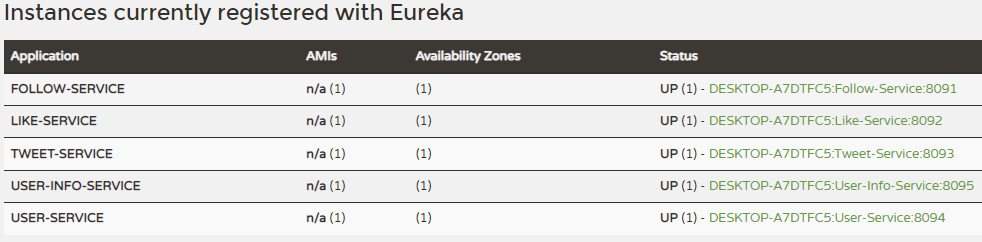 Instances currently registered with Eureka
Application AMIs Availability Zones Status
FOLLOW-SERVICE n/a (1) (1) UP (1) - DESKTOP-A7DTFC5:Follow-Service:8091
LIKE-SERVICE n/a (1) (1) UP (1) - DESKTOP-A7DTFC5:Like-Service:8092
TWEET-SERVICE n/a (1) (1) UP (1) - DESKTOP-A7DTFC5:Tweet-Service:8093
USER-INFO-SERVICE n/a (1) (1) UP (1) - DESKTOP-A7DTFC5:User-Info-Service:8095
USER-SERVICE n/a (1) (1) UP (1) - DESKTOP-A7DTFC5:User-Service:8094